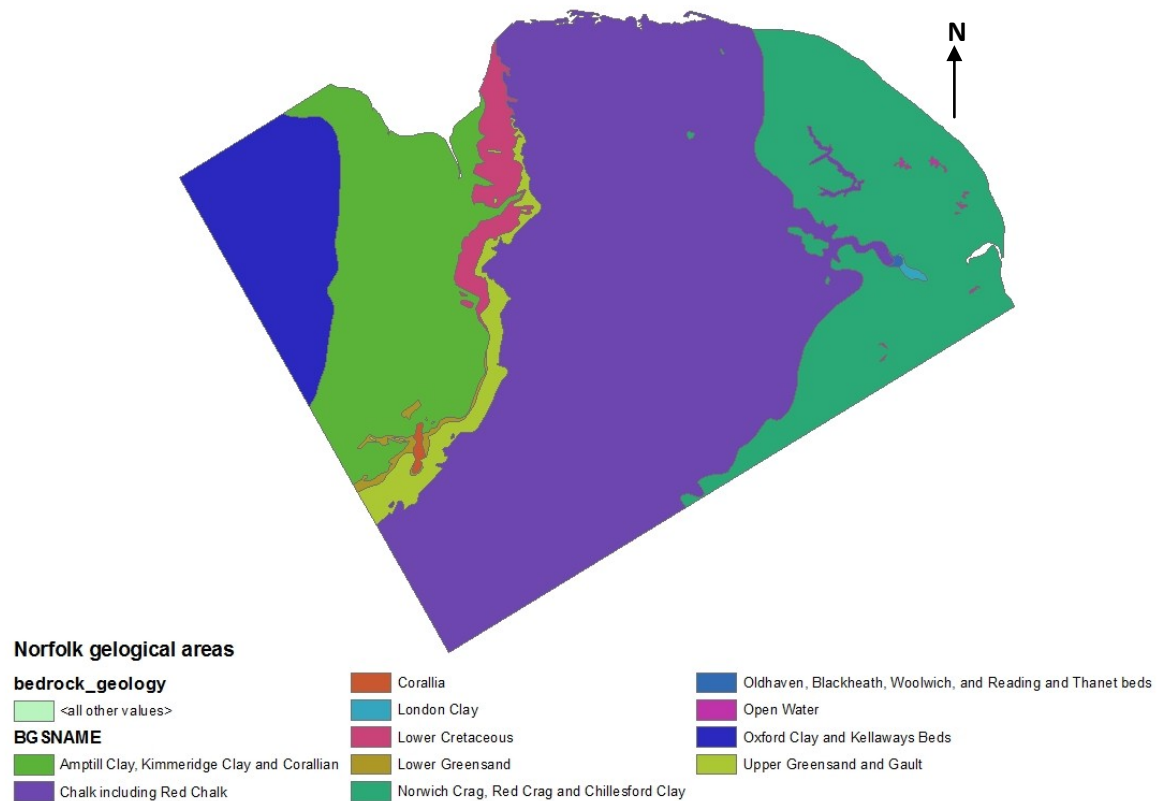 N
Norfolk gelogical areas
bedrock_geology
<all other values>
BGSNAME
Amptill Clay, Kimmeridge Clay and Corallian
Chalk including Red Chalk
Corallia
London Clay
Lower Cretaceous
Lower Greensand
Norwich Crag, Red Crag and Chillesford Clay
Oldhaven, Blackheath, Woolwich, and Reading and Thanet beds
Open Water
Oxford Clay and Kellaways Beds
Upper Greensand and Gault